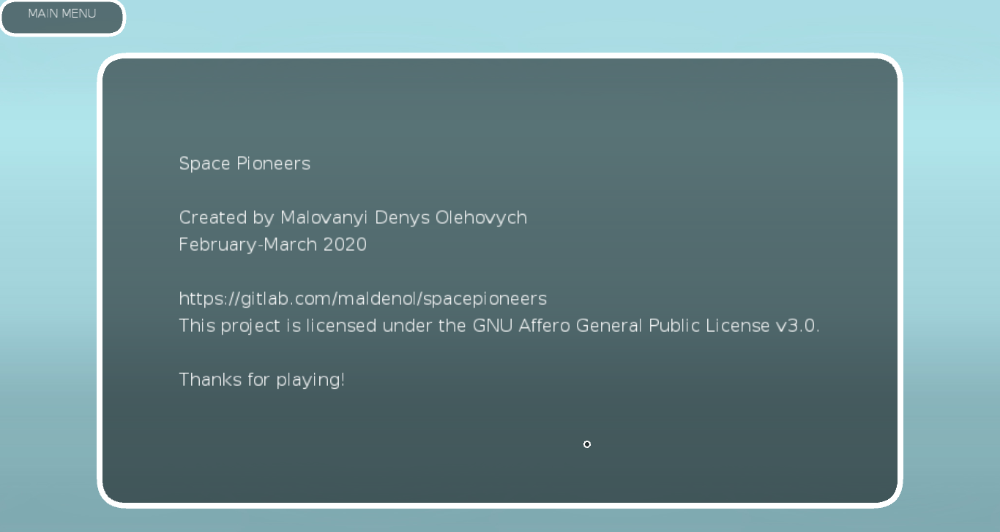 MAIN MENU
Space Pioneers
Created by Malovanyi Denys Olehovych
February-March 2020
https://gitlab.com/maldenol/spacepioneers
This project is licensed under the GNU Affero General Public License v3.0.
Thanks for playing!